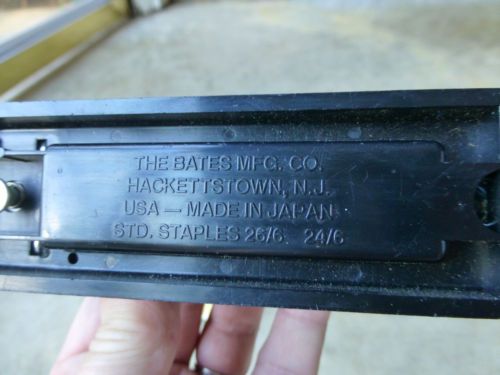 THE BATES MFG. CO.
HACKETTSTOWN, N.J.
USA — MADE IN JAPAN
STD. STAPLES 26/6 24/6